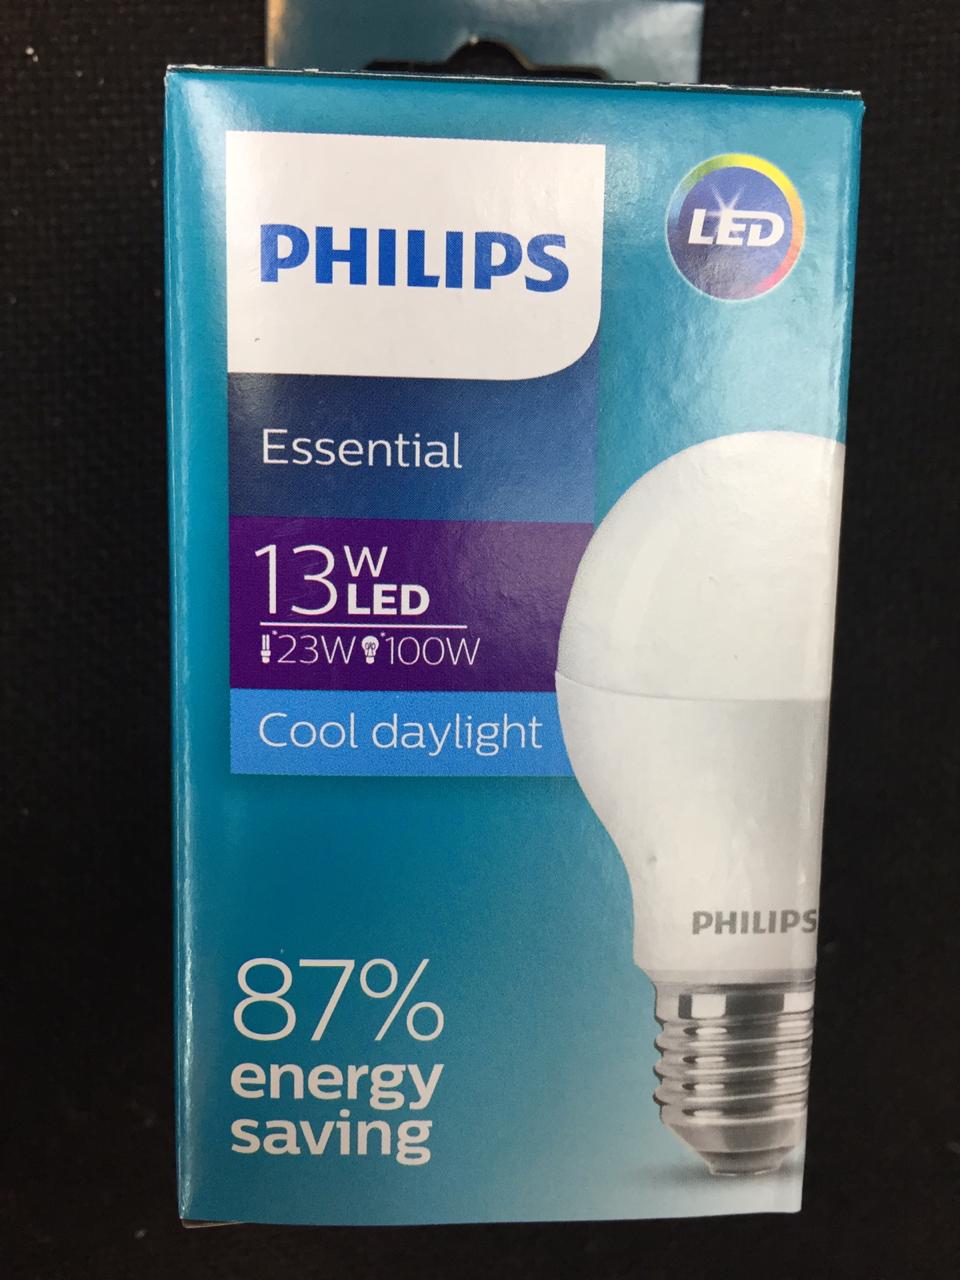 PHILIPS
LED
Essential
13W
LED
*23W *100W
Cool daylight
PHILIPS
87%
energy
saving